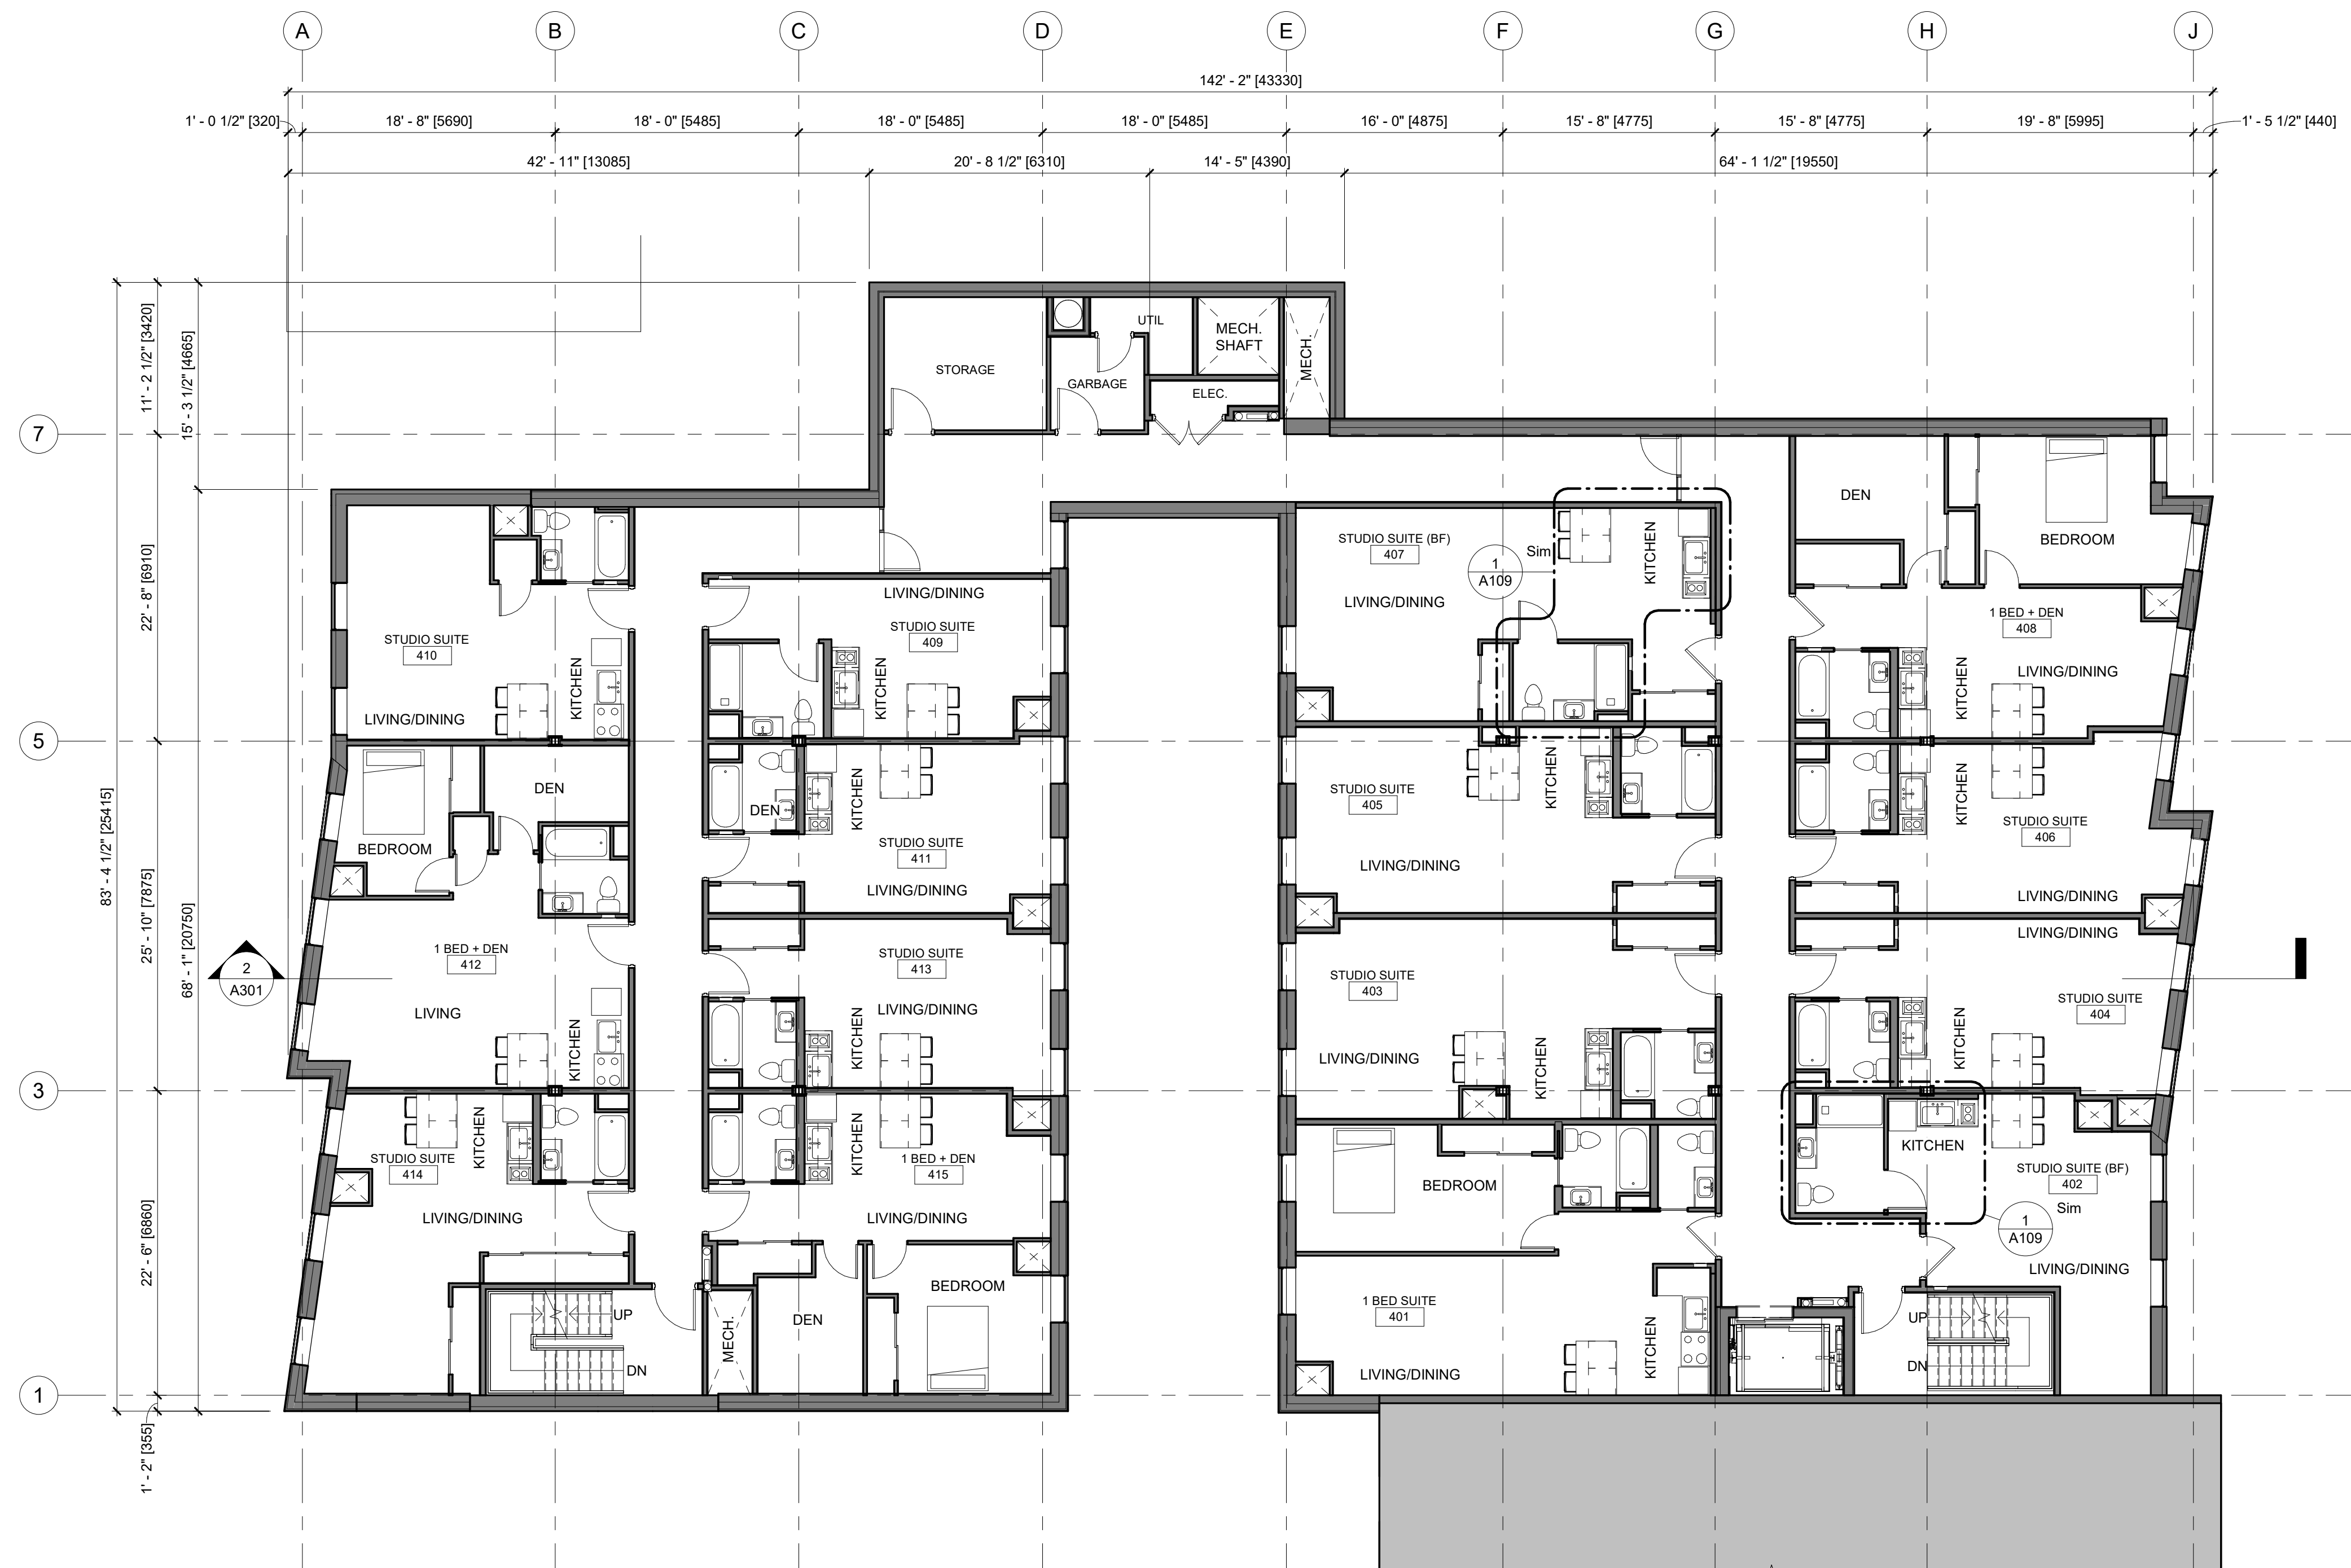 A B C D E F G H J
142' - 2" [43330]
1' - 0 1/2" [320] 18' - 8" [5690] 18' - 0" [5485] 18' - 0" [5485] 18' - 0" [5485] 16' - 0" [4875] 15' - 8" [4775] 15' - 8" [4775] 19' - 8" [5995] 1' - 5 1/2" [440]
42' - 11" [13085] 20' - 8 1/2" [6310] 14' - 5" [4390] 64' - 1 1/2" [19550]
11' - 2 1/2" [3420]
15' - 3 1/2" [4665]
22' - 8" [6910]
83' - 4 1/2" [25415]
25' - 10" [7875]
68' - 1" [20750]
22' - 6" [6860]
1' - 2" [355]
7
5
3
1
STORAGE
UTIL
GARBAGE
MECH.
SHAFT
MECH.
ELEC.
STUDIO SUITE
410
LIVING/DINING
KITCHEN
LIVING/DINING
STUDIO SUITE
409
KITCHEN
BEDROOM
DEN
1 BED + DEN
412
LIVING
KITCHEN
DEN
KITCHEN
STUDIO SUITE
411
LIVING/DINING
STUDIO SUITE
413
LIVING/DINING
KITCHEN
2
A301
STUDIO SUITE
414
KITCHEN
LIVING/DINING
UP
DN
KITCHEN
1 BED + DEN
415
LIVING/DINING
MECH.
DEN
BEDROOM
STUDIO SUITE (BF)
407
LIVING/DINING
KITCHEN
Sim
1
A109
DEN
BEDROOM
1 BED + DEN
408
LIVING/DINING
KITCHEN
STUDIO SUITE
405
KITCHEN
LIVING/DINING
KITCHEN
STUDIO SUITE
406
LIVING/DINING
STUDIO SUITE
403
LIVING/DINING
KITCHEN
LIVING/DINING
STUDIO SUITE
404
KITCHEN
BEDROOM
1 BED SUITE
401
LIVING/DINING
KITCHEN
KITCHEN
STUDIO SUITE (BF)
402
Sim
1
A109
LIVING/DINING
UP
DN